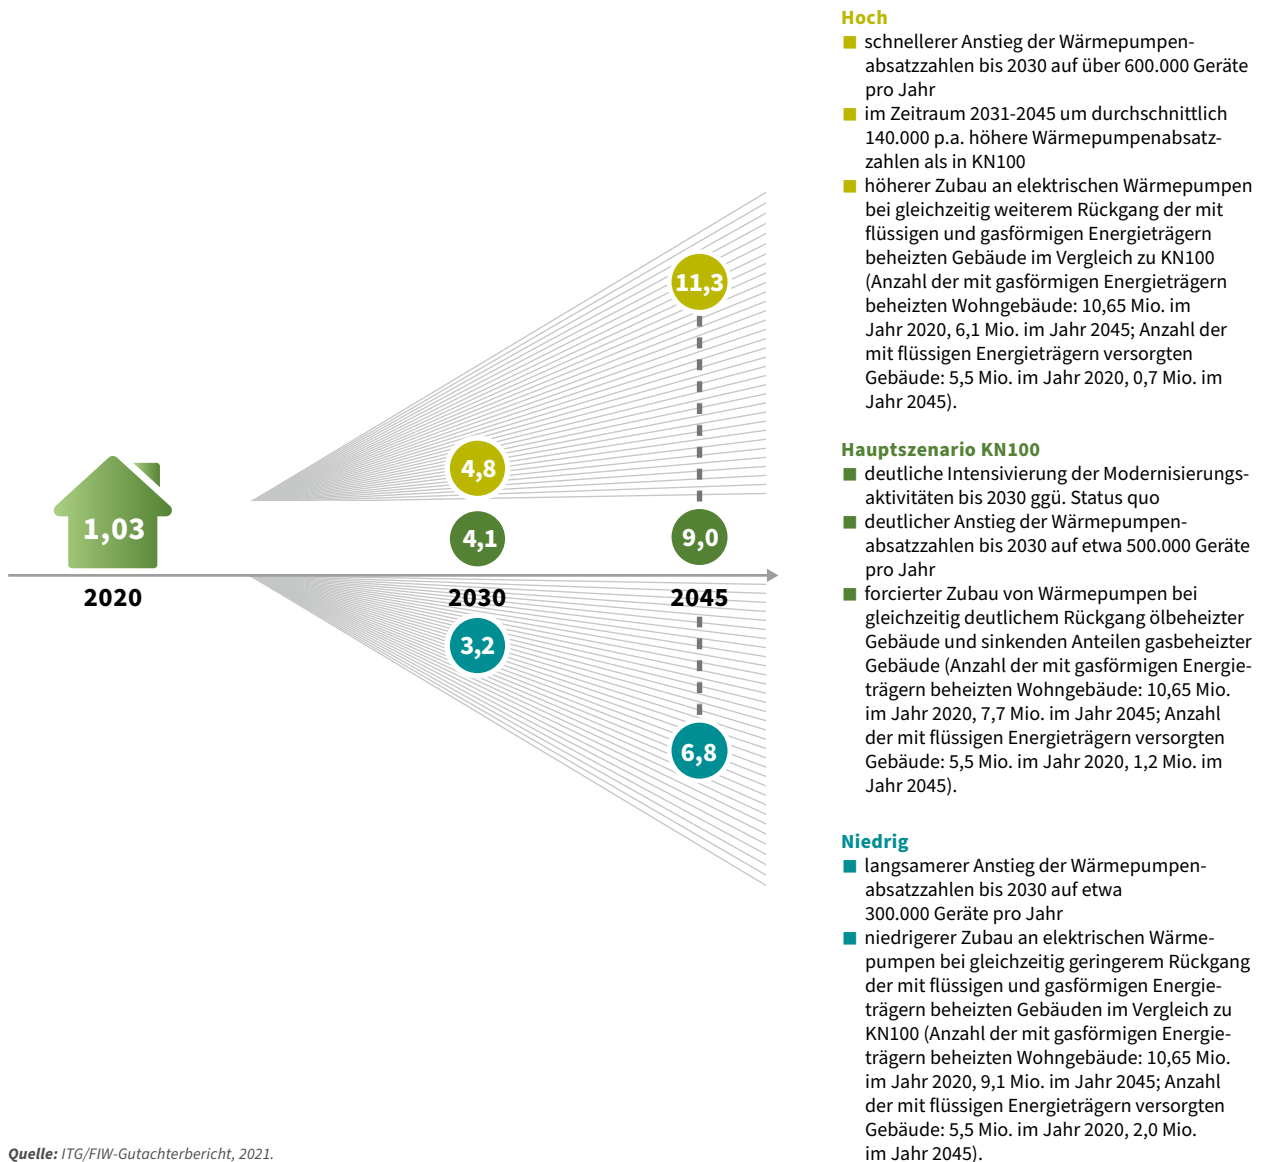 Hoch
schnellerer Anstieg der Wärmepumpen-
absatzzahlen bis 2030 auf über 600.000 Geräte
pro Jahr
im Zeitraum 2031-2045 um durchschnittlich
140.000 p.a. höhere Wärmepumpenabsatz-
zahlen als in KN100
höherer Zubau an elektrischen Wärmepumpen
bei gleichzeitig weiterem Rückgang der mit
flüssigen und gasförmigen Energieträgern
beheizten Gebäude im Vergleich zu KN100
(Anzahl der mit gasförmigen Energieträgern
beheizten Wohngebäude: 10,65 Mio. im
Jahr 2020, 6,1 Mio. im Jahr 2045; Anzahl der
mit flüssigen Energieträgern versorgten
Gebäude: 5,5 Mio. im Jahr 2020, 0,7 Mio. im
Jahr 2045).
Hauptszenario KN100
deutliche Intensivierung der Modernisierungs-
aktivitäten bis 2030 ggü. Status quo
deutlicher Anstieg der Wärmepumpen-
absatzzahlen bis 2030 auf etwa 500.000 Geräte
pro Jahr
forcierter Zubau von Wärmepumpen bei
gleichzeitig deutlichem Rückgang ölbeheizter
Gebäude und sinkenden Anteilen gasbeheizter
Gebäude (Anzahl der mit gasförmigen Energie-
trägern beheizten Wohngebäude: 10,65 Mio.
im Jahr 2020, 7,7 Mio. im Jahr 2045; Anzahl
der mit flüssigen Energieträgern versorgten
Gebäude: 5,5 Mio. im Jahr 2020, 1,2 Mio. im
Jahr 2045).
Niedrig
langsamerer Anstieg der Wärmepumpen-
absatzzahlen bis 2030 auf etwa
300.000 Geräte pro Jahr
niedrigerer Zubau an elektrischen Wärme-
pumpen bei gleichzeitig geringerem Rückgang
der mit flüssigen und gasförmigen Energie-
trägern beheizten Gebäuden im Vergleich zu
KN100 (Anzahl der mit gasförmigen Energie-
trägern beheizten Wohngebäude: 10,65 Mio.
im Jahr 2020, 9,1 Mio. im Jahr 2045; Anzahl
der mit flüssigen Energieträgern versorgten
Gebäude: 5,5 Mio. im Jahr 2020, 2,0 Mio.
im Jahr 2045).
11,3
4,8
1,03
4,1
9,0
2020
2030
2045
3,2
6,8
Quelle: ITG/FIW-Gutachterbericht, 2021.